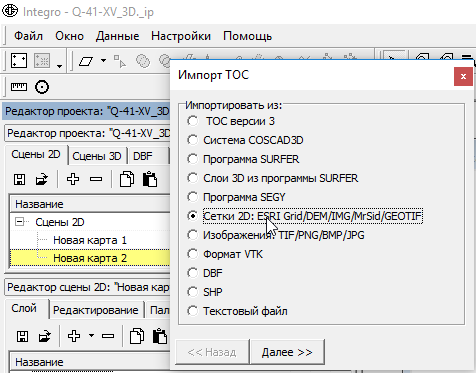 Integro - Q-41-XV_3D._ip
Файл Окно Данные Настройки Помощь
Редактор проекта: "Q-41-XV_3D
Редактор проекта: "Q-41-XV_3D._
Сцены 2D Сцены 3D DBF
Название
Сцены 2D
Новая карта 1
Новая карта 2
Редактор сцены 2D: "Новая кар
Слой Редактирование Пал
Название
Импорт TOC
x
Импортировать из:
TOC версии 3
Система COSCAD3D
Программа SURFER
Слои 3D из программы SURFER
Программа SEGY
Сетки 2D: ESRI Grid/DEM/IMG/MrSid/GEOTIF
Изображения: TIF/PNG/BMP/JPG
Формат VTK
DBF
SHP
Текстовый файл
<< Назад Далее >>